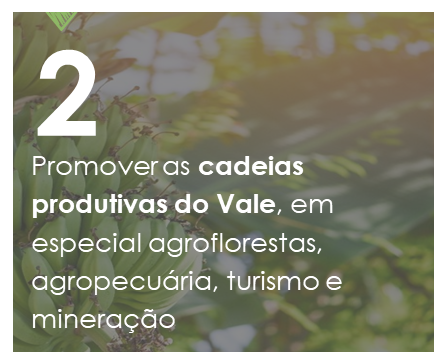 2
Promover as cadeias
produtivas do Vale, em
especial agroflorestas,
agropecuária, turismo e
mineração